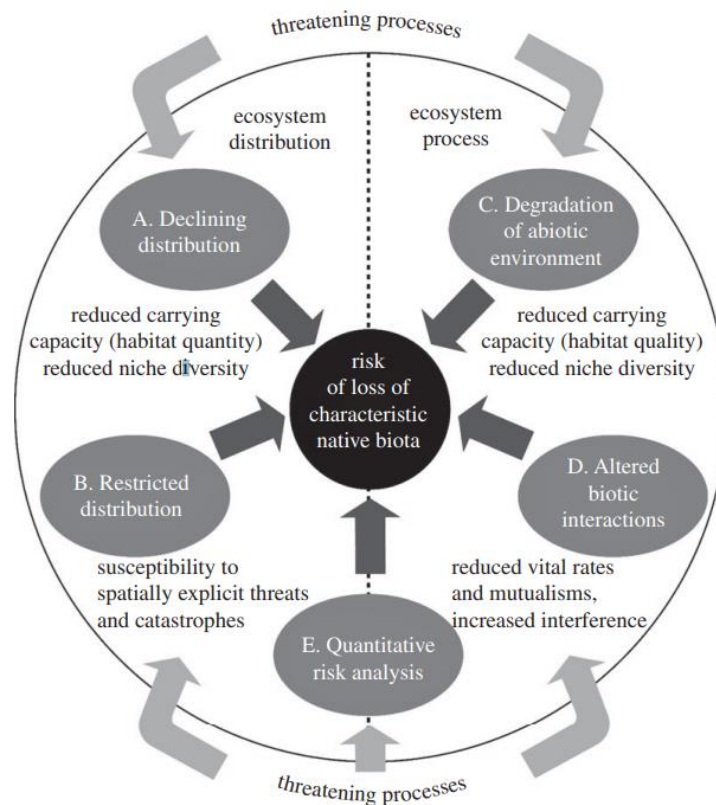 threatening processes
ecosystem
distribution
ecosystem
process
A. Declining
distribution
C. Degradation
of abiotic
environment
reduced carrying
capacity (habitat quantity)
reduced niche diversity
reduced carrying
capacity (habitat quality)
reduced niche diversity
risk
of loss of
characteristic
native biota
B. Restricted
distribution
D. Altered
biotic
interactions
susceptibility to
spatially explicit threats
and catastrophes
reduced vital rates
and mutualisms,
increased interference
E. Quantitative
risk analysis
threatening processes